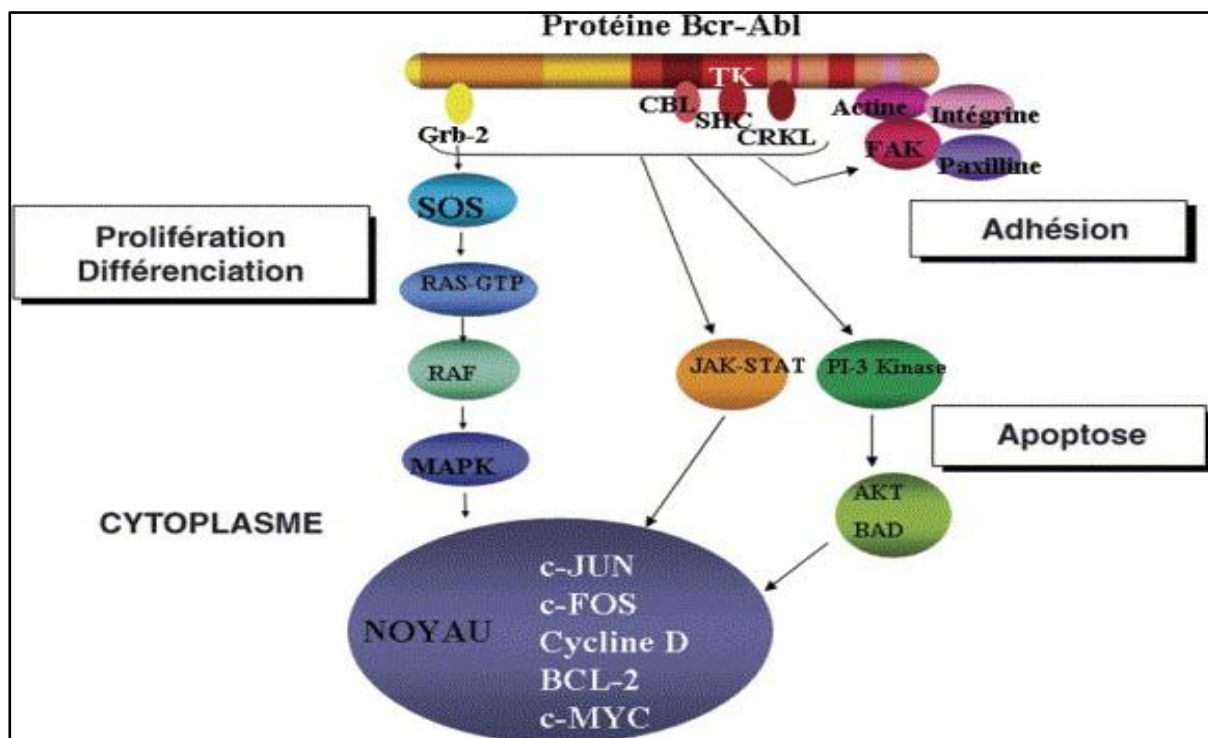 Protéine Bcr-Abl
TK
CBL
SHC
CRKL
Grb-2
Actine
Intégrine
FAK
Paxilline
SOS
Prolifération
Différenciation
Adhésion
RAS-GTP
RAF
JAK-STAT
PI-3 Kinase
Apoptose
MAPK
AKT
BAD
CYTOPLASME
NOYAU
c-JUN
c-FOS
Cycline D
BCL-2
c-MYC